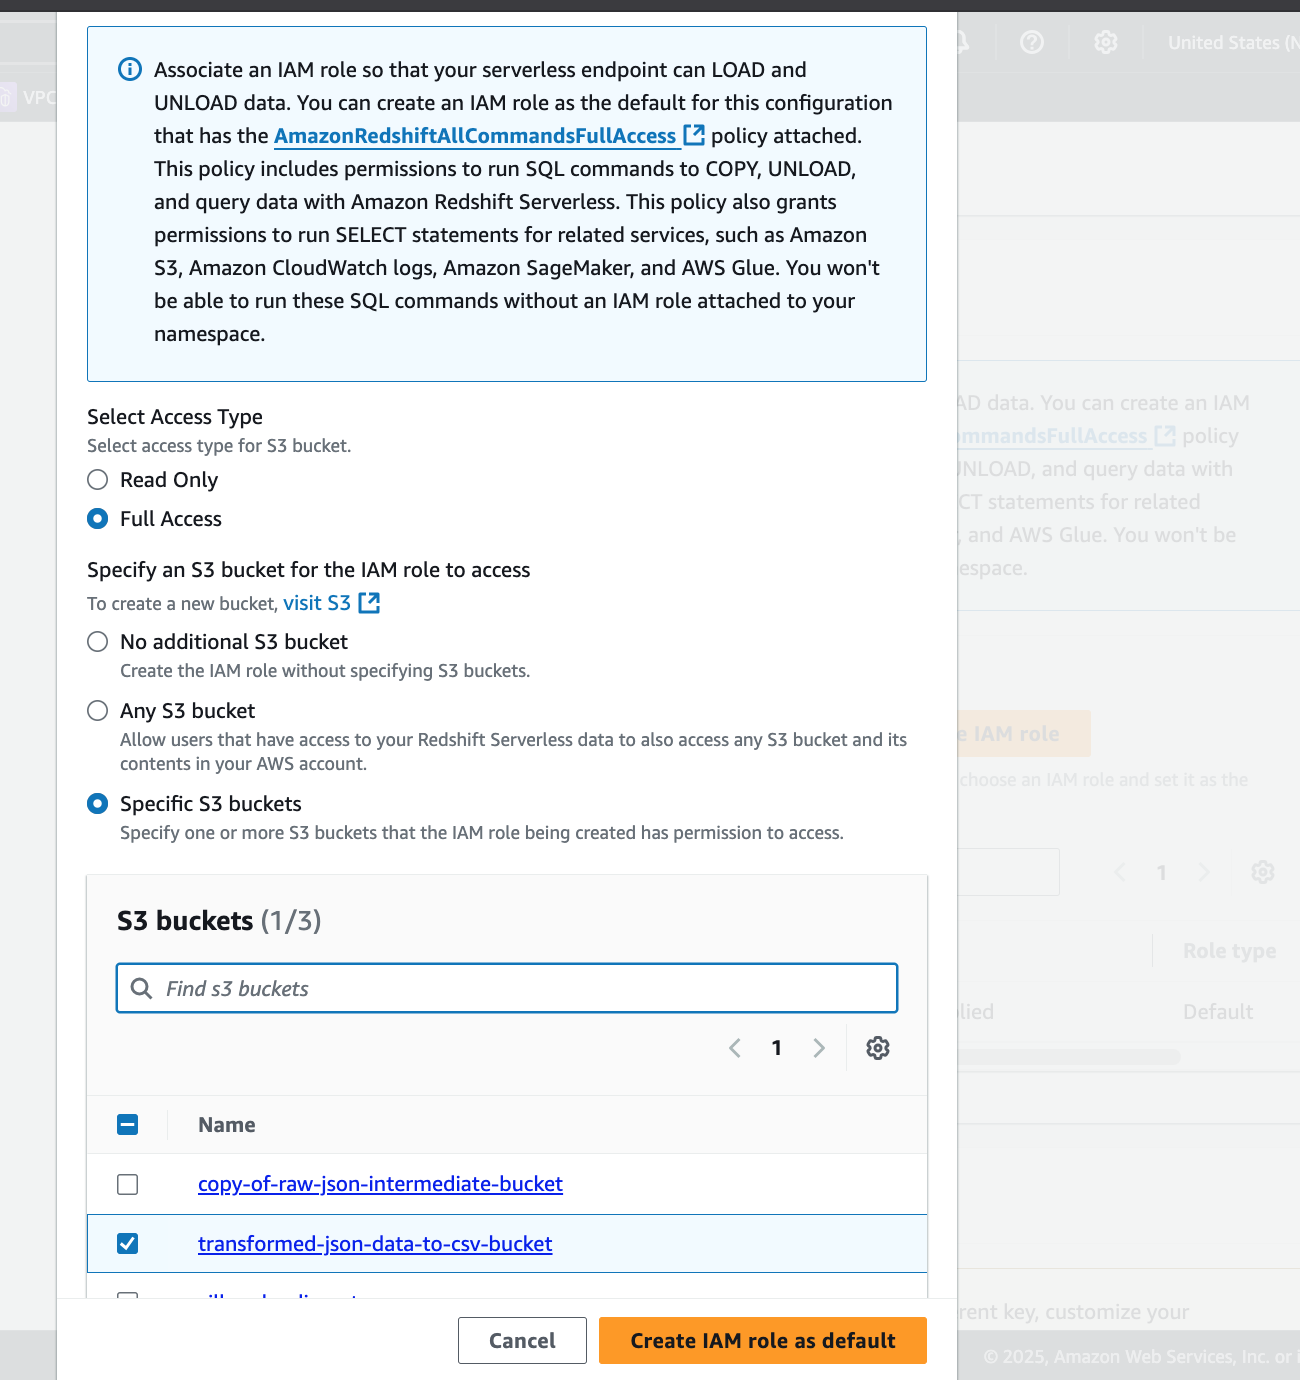 Associate an IAM role so that your serverless endpoint can LOAD and
UNLOAD data. You can create an IAM role as the default for this configuration
that has the AmazonRedshiftAllCommandsFullAccess policy attached.
This policy includes permissions to run SQL commands to COPY, UNLOAD,
and query data with Amazon Redshift Serverless. This policy also grants
permissions to run SELECT statements for related services, such as Amazon
S3, Amazon CloudWatch logs, Amazon SageMaker, and AWS Glue. You won't
be able to run these SQL commands without an IAM role attached to your
namespace.
Select Access Type
Select access type for S3 bucket.
Read Only
Full Access
Specify an S3 bucket for the IAM role to access
To create a new bucket, visit S3
No additional S3 bucket
Create the IAM role without specifying S3 buckets.
Any S3 bucket
Allow users that have access to your Redshift Serverless data to also access any S3 bucket and its
contents in your AWS account.
Specific S3 buckets
Specify one or more S3 buckets that the IAM role being created has permission to access.
S3 buckets (1/3)
Find s3 buckets
1
Name
copy-of-raw-json-intermediate-bucket
transformed-json-data-to-csv-bucket
Cancel
Create IAM role as default
VPC
United States (N
AD data. You can create an IAM
ommandsFullAccess policy
UNLOAD, and query data with
CT statements for related
, and AWS Glue. You won't be
espace.
e IAM role
choose an IAM role and set it as the
1
Role type
lied
Default
rent key, customize your
© 2025, Amazon Web Services, Inc. or